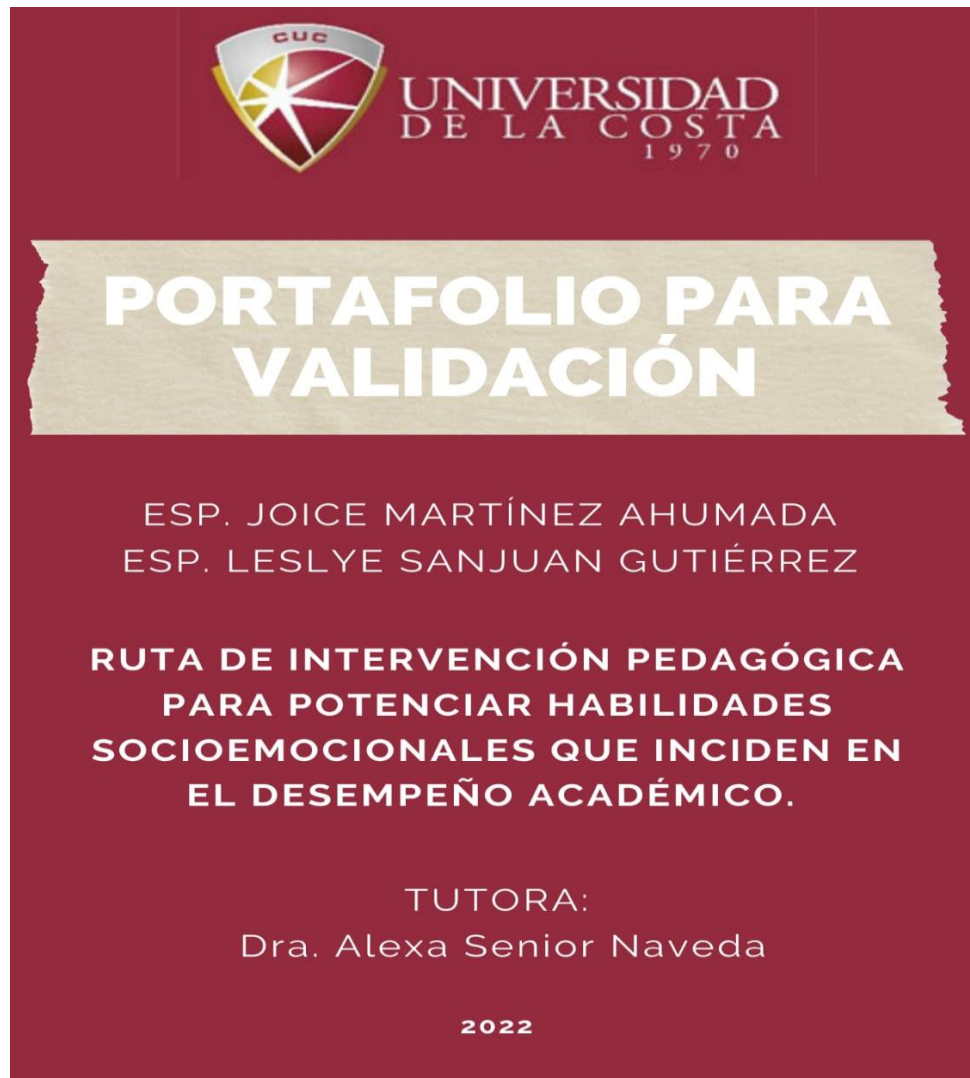 CUC
UNIVERSIDAD
DE LA COSTA
1970
PORTAFOLIO PARA
VALIDACIÓN
ESP. JOICE MARTÍNEZ AHUMADA
ESP. LESLYE SANJUAN GUTIÉRREZ
RUTA DE INTERVENCIÓN PEDAGÓGICA
PARA POTENCIAR HABILIDADES
SOCIOEMOCIONALES QUE INCIDEN EN
EL DESEMPEÑO ACADÉMICO.
TUTORA:
Dra. Alexa Senior Naveda
2022